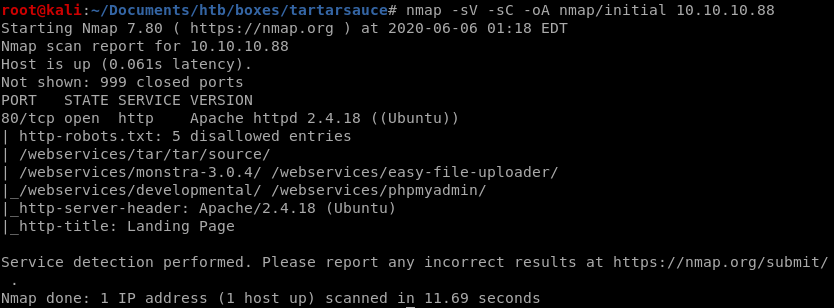 root@kali:~/Documents/htb/boxes/tartarsauce# nmap -sV -sC -oA nmap/initial 10.10.10.88
Starting Nmap 7.80 ( https://nmap.org ) at 2020-06-06 01:18 EDT
Nmap scan report for 10.10.10.88
Host is up (0.061s latency).
Not shown: 999 closed ports
PORT   STATE SERVICE VERSION
80/tcp open  http    Apache httpd 2.4.18 ((Ubuntu))
| http-robots.txt: 5 disallowed entries
| /webservices/tar/tar/source/
| /webservices/monstra-3.0.4/ /webservices/easy-file-uploader/
|_/webservices/developmental/ /webservices/phpmyadmin/
|_http-server-header: Apache/2.4.18 (Ubuntu)
|_http-title: Landing Page
Service detection performed. Please report any incorrect results at https://nmap.org/submit/
.
Nmap done: 1 IP address (1 host up) scanned in 11.69 seconds